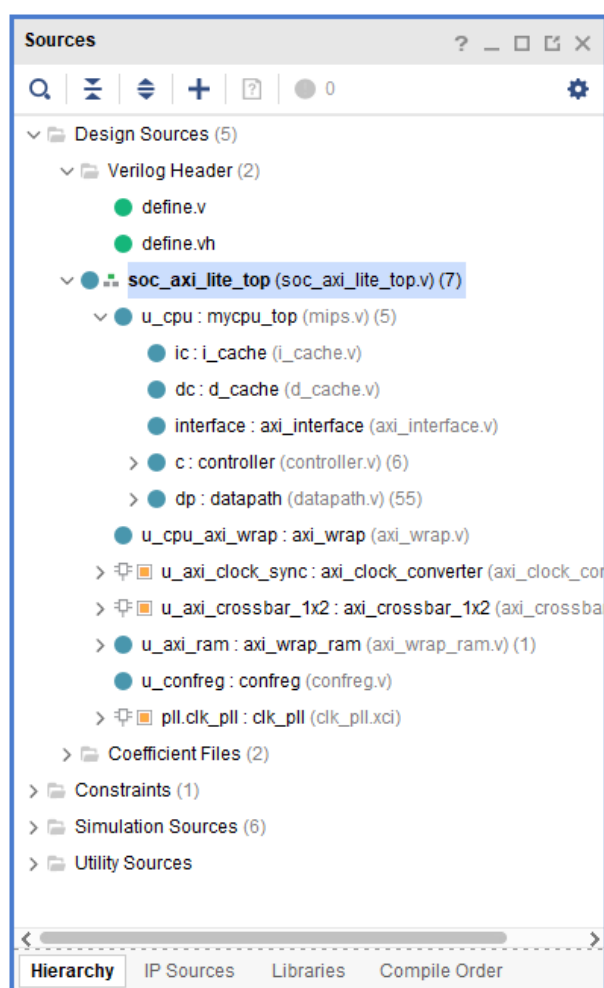 Sources
0
Design Sources (5)
Verilog Header (2)
define.v
define.vh
soc_axi_lite_top (soc_axi_lite_top.v) (7)
u_cpu : mycpu_top (mips.v) (5)
ic : i_cache (i_cache.v)
dc : d_cache (d_cache.v)
interface : axi_interface (axi_interface.v)
c : controller (controller.v) (6)
dp : datapath (datapath.v) (55)
u_cpu_axi_wrap : axi_wrap (axi_wrap.v)
u_axi_clock_sync : axi_clock_converter (axi_clock_cor
u_axi_crossbar_1x2 : axi_crossbar_1x2 (axi_crossba
u_axi_ram : axi_wrap_ram (axi_wrap_ram.v) (1)
u_confreg : confreg (confreg.v)
pll.clk_pll : clk_pll (clk_pll.xci)
Coefficient Files (2)
Constraints (1)
Simulation Sources (6)
Utility Sources
Hierarchy IP Sources Libraries Compile Order